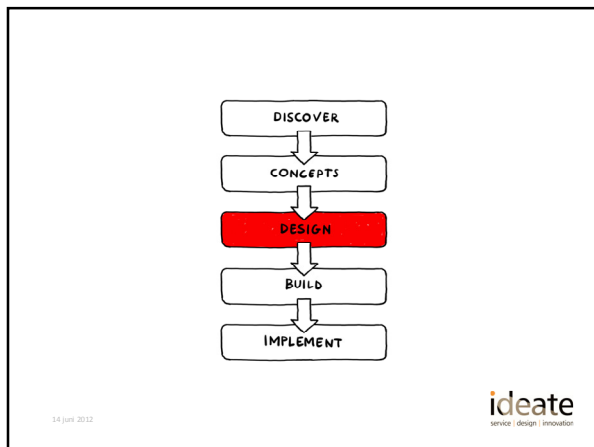 DISCOVER
CONCEPTS
DESIGN
BUILD
IMPLEMENT
14 juni 2012
ideate
service | design | innovation